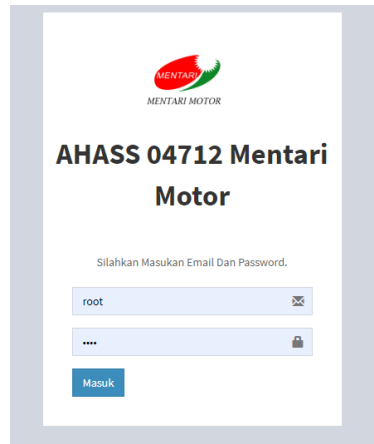 MENTARI
MENTARI MOTOR
AHASS 04712 Mentari
Motor
Silahkan Masukan Email Dan Password.
root
••••
Masuk